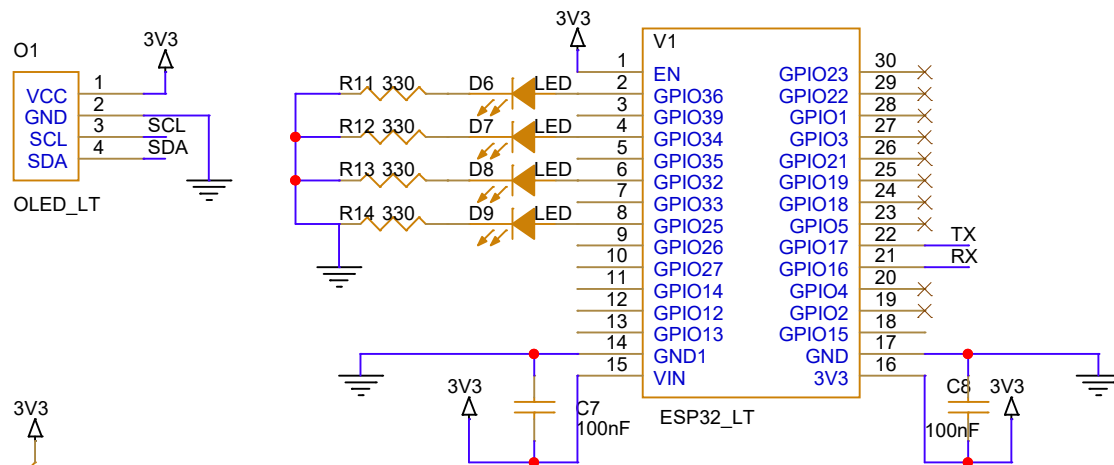 O1
3V3
1
VCC
2
GND
3
SCL
SCL
4
SDA
SDA
OLED_LT
3V3
R11 330
D6
LED
R12 330
D7
LED
R13 330
D8
LED
R14 330
D9
LED
3V3
V1
1
EN
2
GPIO36
3
GPIO39
4
GPIO34
5
GPIO35
6
GPIO32
7
GPIO33
8
GPIO25
9
GPIO26
10
GPIO27
11
GPIO14
12
GPIO12
13
GPIO13
14
GND1
15
VIN
30
GPIO23
29
GPIO22
28
GPIO1
27
GPIO3
26
GPIO21
25
GPIO19
24
GPIO18
23
GPIO5
22
GPIO17
TX
21
GPIO16
RX
20
GPIO4
19
GPIO2
18
GPIO15
17
GND
16
3V3
ESP32_LT
3V3
C7
100nF
C8
3V3
100nF